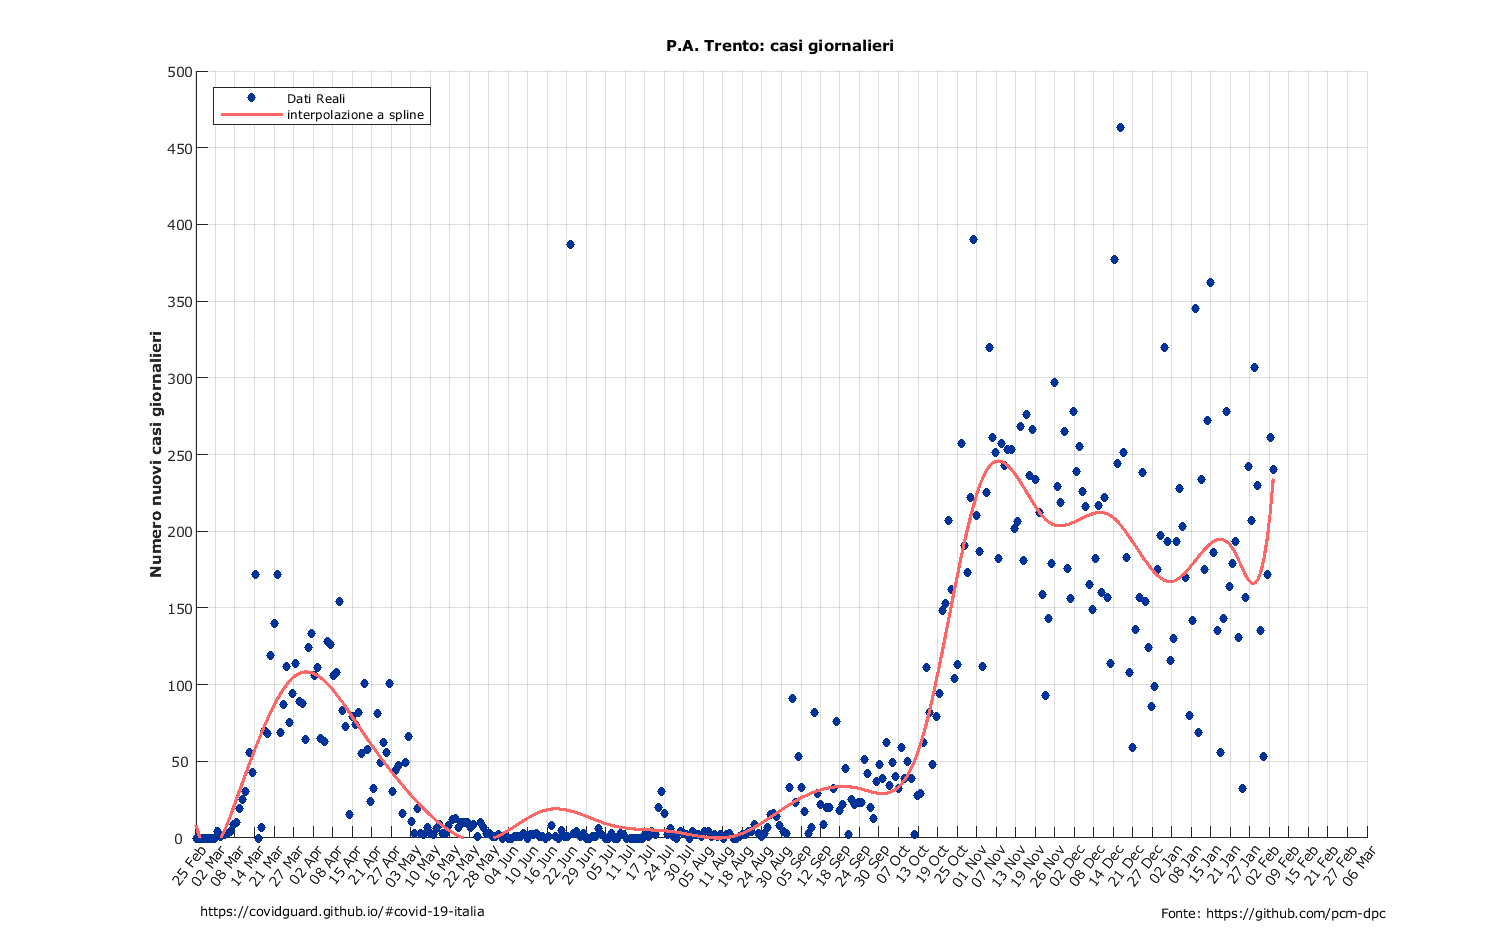 P.A. Trento: casi giornalieri
Dati Reali
interpolazione a spline
Numero nuovi casi giornalieri
500
450
400
350
300
250
200
150
100
50
0
25 Feb
02 Mar
08 Mar
14 Mar
21 Mar
27 Mar
02 Apr
08 Apr
15 Apr
21 Apr
27 Apr
03 May
10 May
16 May
22 May
28 May
04 Jun
10 Jun
16 Jun
22 Jun
29 Jun
05 Jul
11 Jul
17 Jul
24 Jul
30 Jul
05 Aug
11 Aug
18 Aug
24 Aug
30 Aug
05 Sep
12 Sep
18 Sep
24 Sep
30 Sep
07 Oct
13 Oct
19 Oct
25 Oct
01 Nov
07 Nov
13 Nov
19 Nov
26 Nov
02 Dec
08 Dec
14 Dec
21 Dec
27 Dec
02 Jan
08 Jan
15 Jan
21 Jan
27 Jan
02 Feb
09 Feb
15 Feb
21 Feb
27 Feb
06 Mar
https://covidguard.github.io/#covid-19-italia
Fonte: https://github.com/pcm-dpc